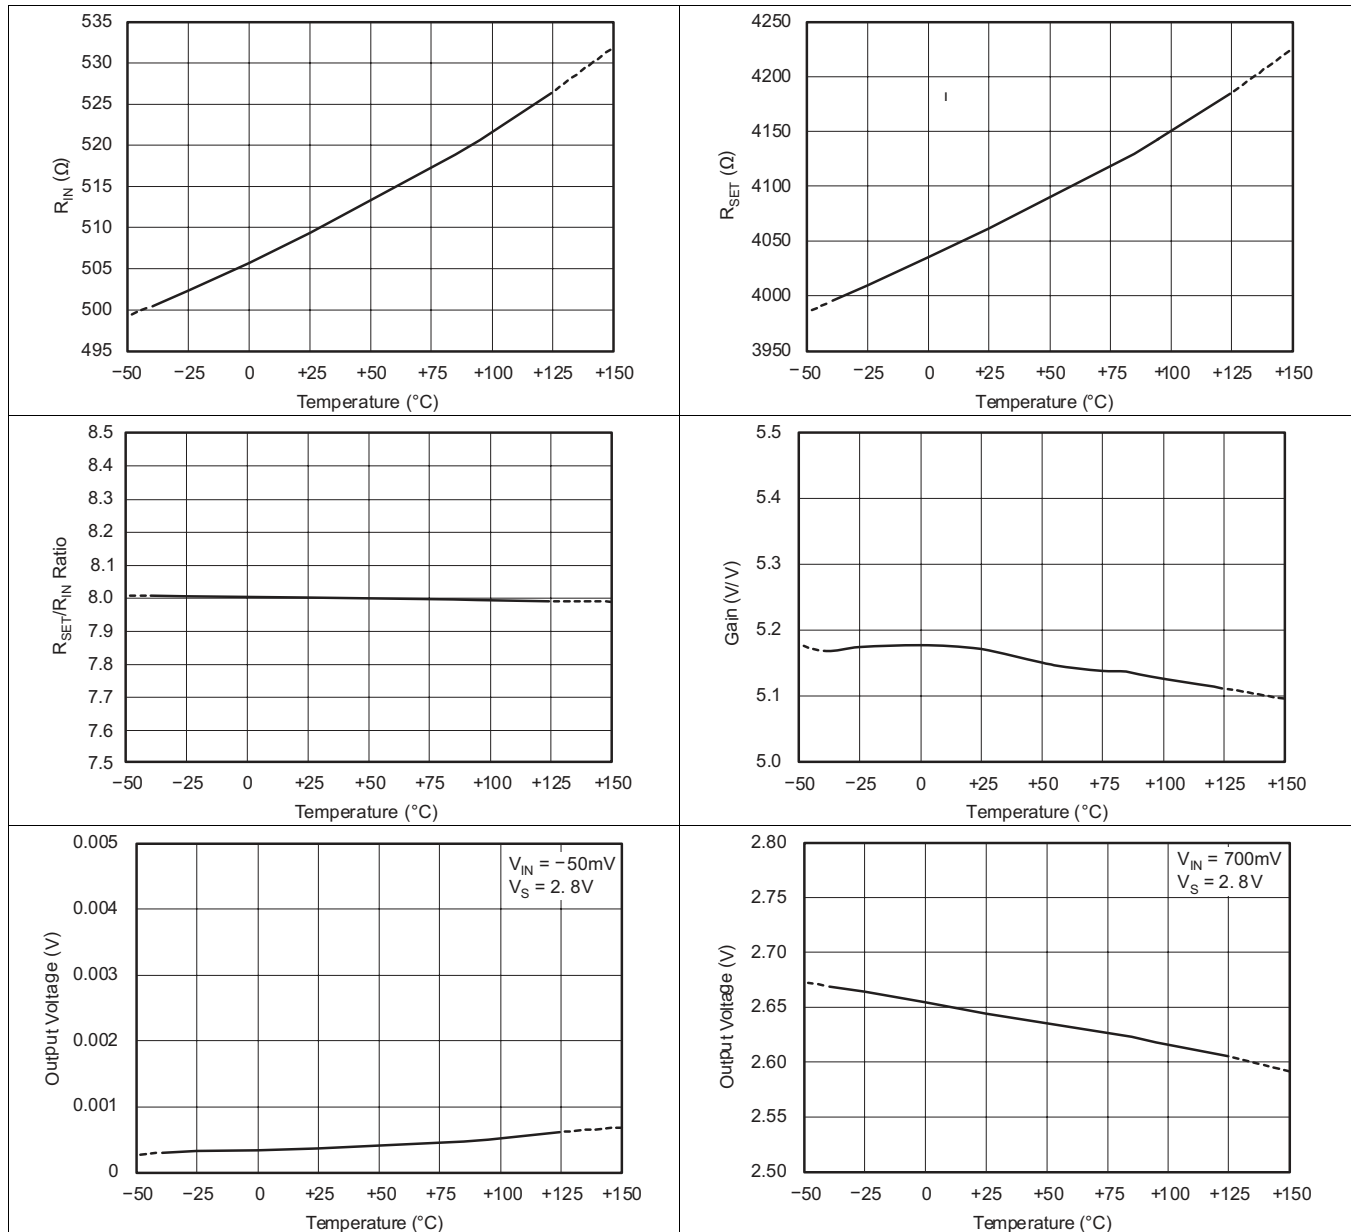 535
530
525
520
515
510
505
500
495
R_IN (Ω)
−50 −25 0 +25 +50 +75 +100 +125 +150
Temperature (°C)
4250
4200
4150
4100
4050
4000
3950
R_SET (Ω)
−50 −25 0 +25 +50 +75 +100 +125 +150
Temperature (°C)
8.5
8.4
8.3
8.2
8.1
8.0
7.9
7.8
7.7
7.6
7.5
R_SET/R_IN Ratio
−50 −25 0 +25 +50 +75 +100 +125 +150
Temperature (°C)
5.5
5.4
5.3
5.2
5.1
5.0
Gain (V/V)
−50 −25 0 +25 +50 +75 +100 +125 +150
Temperature (°C)
0.005
0.004
0.003
0.002
0.001
0
Output Voltage (V)
V_IN = −50mV
V_S = 2.8V
−50 −25 0 +25 +50 +75 +100 +125 +150
Temperature (°C)
2.80
2.75
2.70
2.65
2.60
2.55
2.50
Output Voltage (V)
V_IN = 700mV
V_S = 2.8V
−50 −25 0 +25 +50 +75 +100 +125 +150
Temperature (°C)